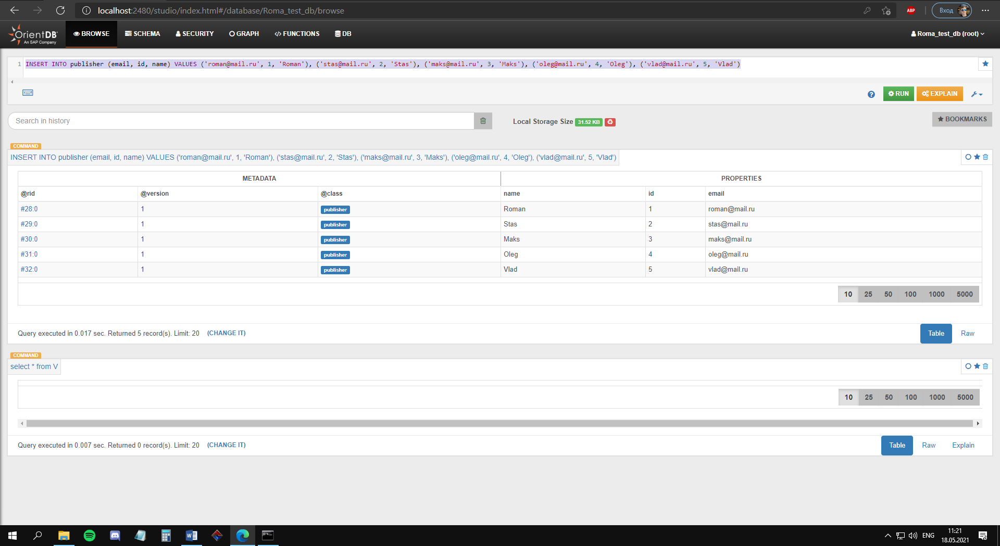 localhost:2480/studio/index.html#/database/Roma_test_db/browse
ABP
Вход
OrientDB
An SAP Company
BROWSE SCHEMA SECURITY GRAPH FUNCTIONS DB
Roma_test_db (root)
1 INSERT INTO publisher (email, id, name) VALUES ('roman@mail.ru', 1, 'Roman'), ('stas@mail.ru', 2, 'Stas'), ('maks@mail.ru', 3, 'Maks'), ('oleg@mail.ru', 4, 'Oleg'), ('vlad@mail.ru', 5, 'Vlad')
RUN EXPLAIN
Search in history
Local Storage Size 31.52 KB
BOOKMARKS
COMMAND
INSERT INTO publisher (email, id, name) VALUES ('roman@mail.ru', 1, 'Roman'), ('stas@mail.ru', 2, 'Stas'), ('maks@mail.ru', 3, 'Maks'), ('oleg@mail.ru', 4, 'Oleg'), ('vlad@mail.ru', 5, 'Vlad')
METADATA PROPERTIES
@rid @version @class name id email
#28:0 1 publisher Roman 1 roman@mail.ru
#29:0 1 publisher Stas 2 stas@mail.ru
#30:0 1 publisher Maks 3 maks@mail.ru
#31:0 1 publisher Oleg 4 oleg@mail.ru
#32:0 1 publisher Vlad 5 vlad@mail.ru
10 25 50 100 1000 5000
Query executed in 0.017 sec. Returned 5 record(s). Limit: 20 (CHANGE IT)
Table Raw
COMMAND
select * from V
10 25 50 100 1000 5000
Query executed in 0.007 sec. Returned 0 record(s). Limit: 20 (CHANGE IT)
Table Raw Explain
ENG
11:21
18.05.2021